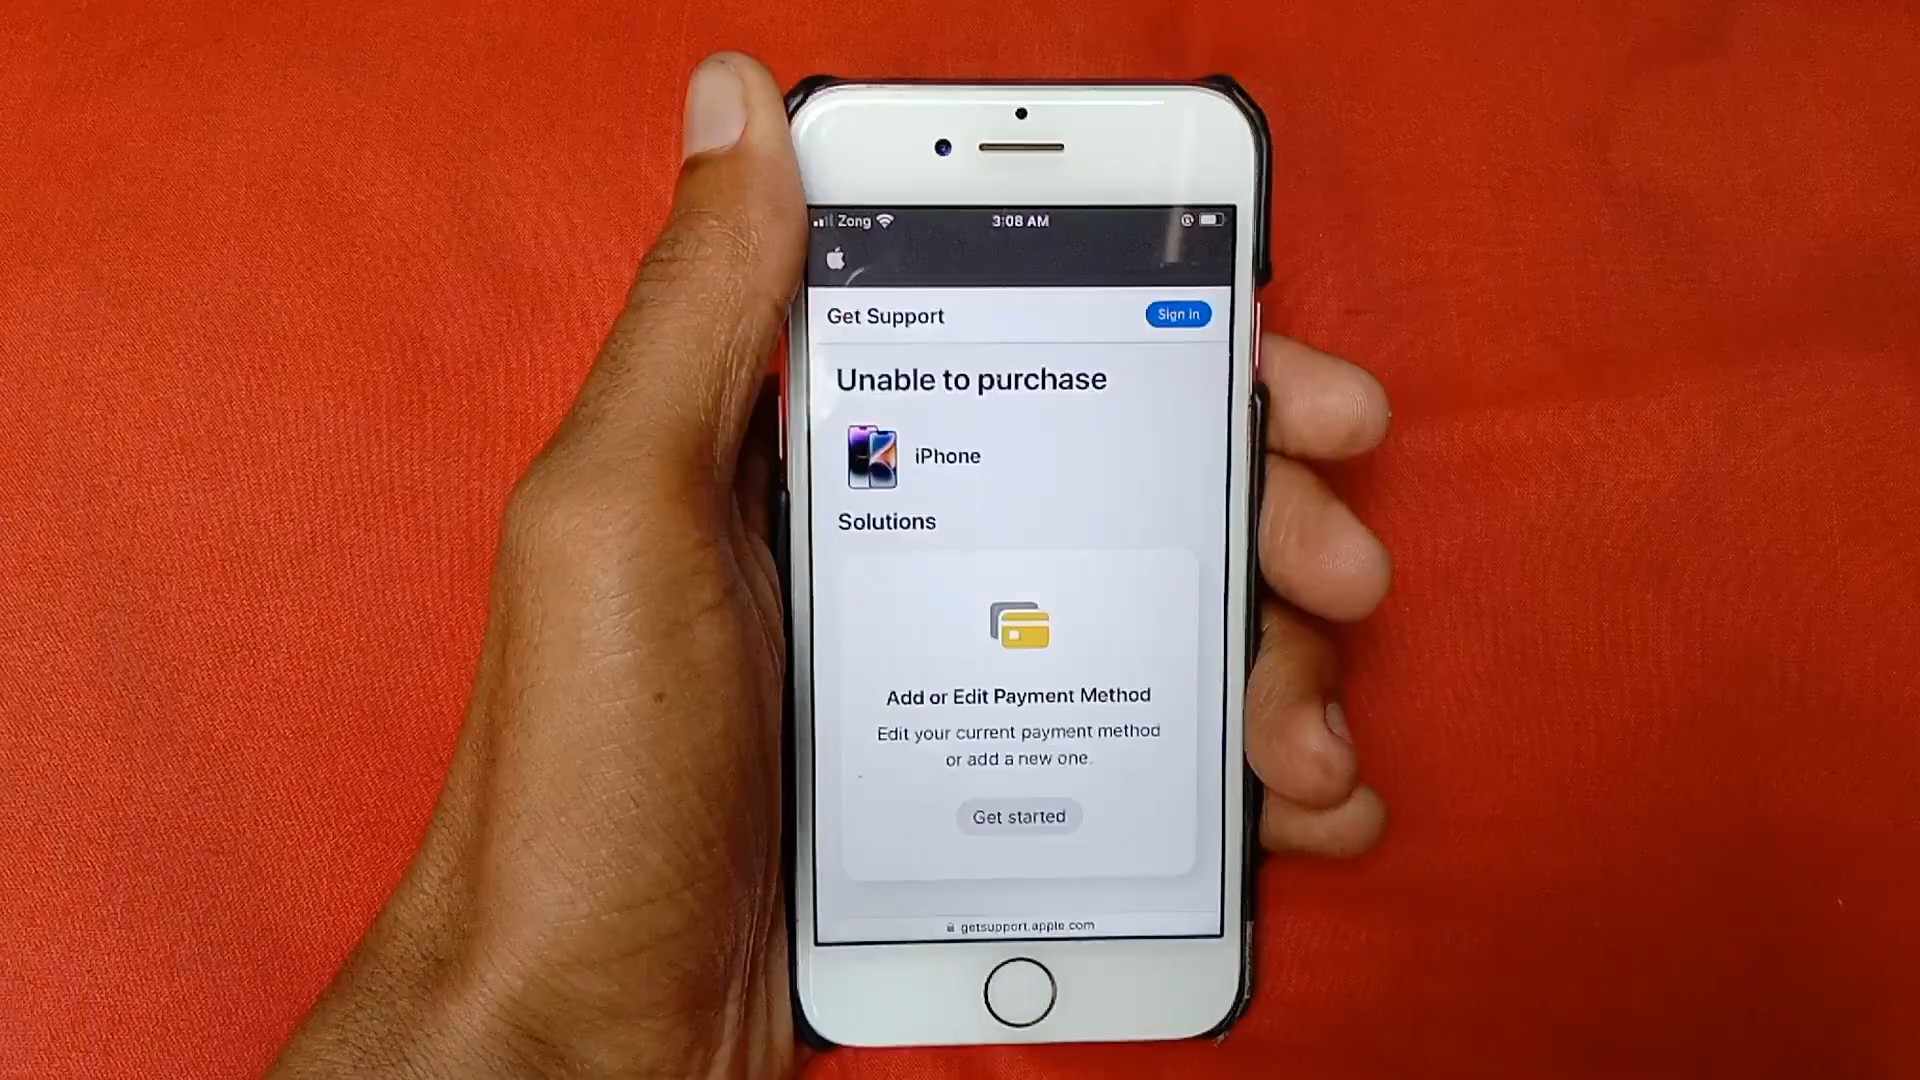 Zong
3:08 AM
Get Support
Sign in
Unable to purchase
iPhone
Solutions
Add or Edit Payment Method
Edit your current payment method
or add a new one.
Get started
getsupport.apple.com